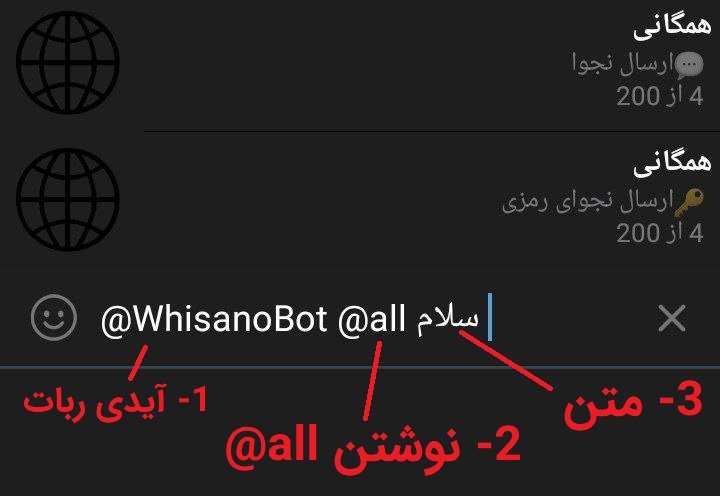 همگانی
💬ارسال نجوا
4 از 200
همگانی
🔑ارسال نجوای رمزی
4 از 200
@WhisanoBot @all سلام
1- آیدی ربات
3- متن
2- نوشتن @all